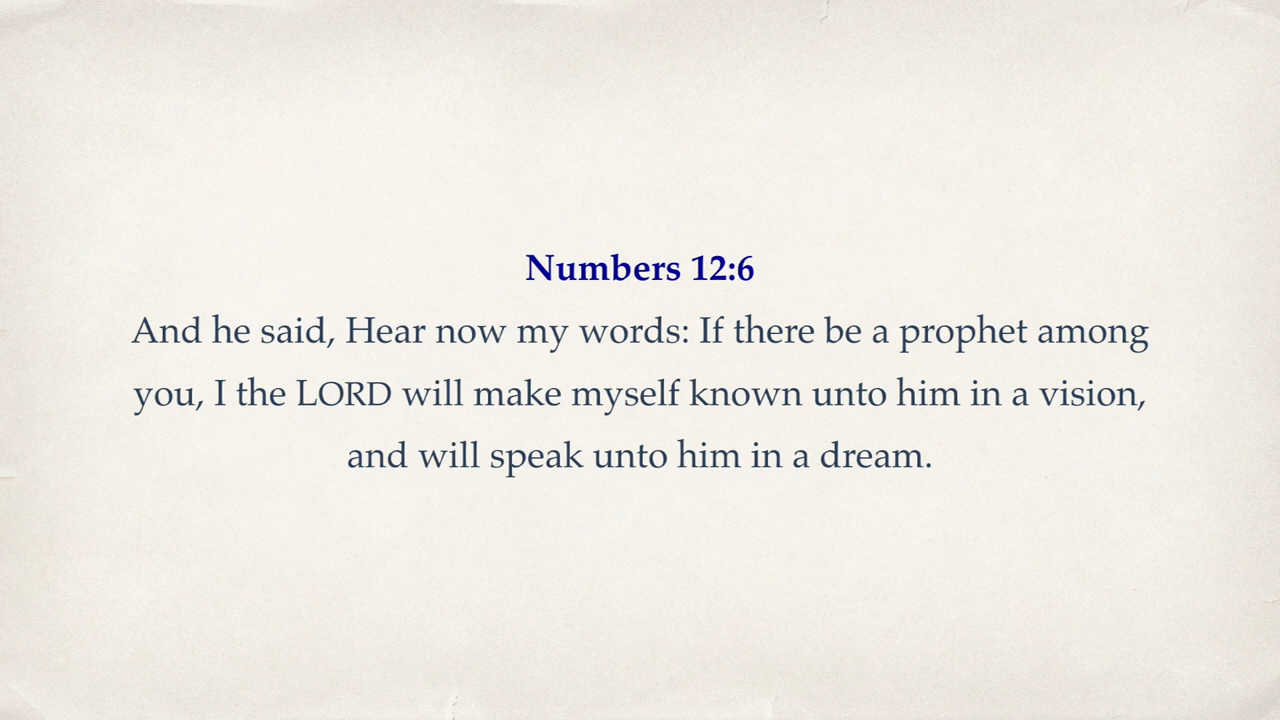 Numbers 12:6
And he said, Hear now my words: If there be a prophet among
you, I the LORD will make myself known unto him in a vision,
and will speak unto him in a dream.